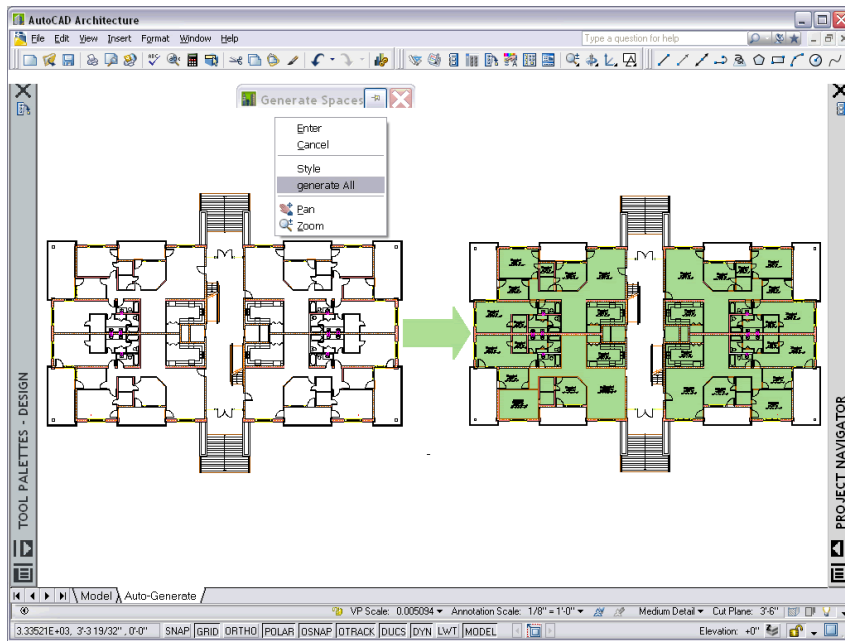 AutoCAD Architecture
File Edit View Insert Format Window Help
Type a question for help
Generate Spaces
Enter
Cancel
Style
generate All
Pan
Zoom
TOOL PALETTES - DESIGN
PROJECT NAVIGATOR
Model Auto-Generate
VP Scale: 0.005094 Annotation Scale: 1/8" = 1'-0" Medium Detail Cut Plane: 3'-6"
3.33521E+03, 3'-3 19/32", 0'-0" SNAP GRID ORTHO POLAR OSNAP OTRACK DUCS DYN LWT MODEL Elevation: +0"